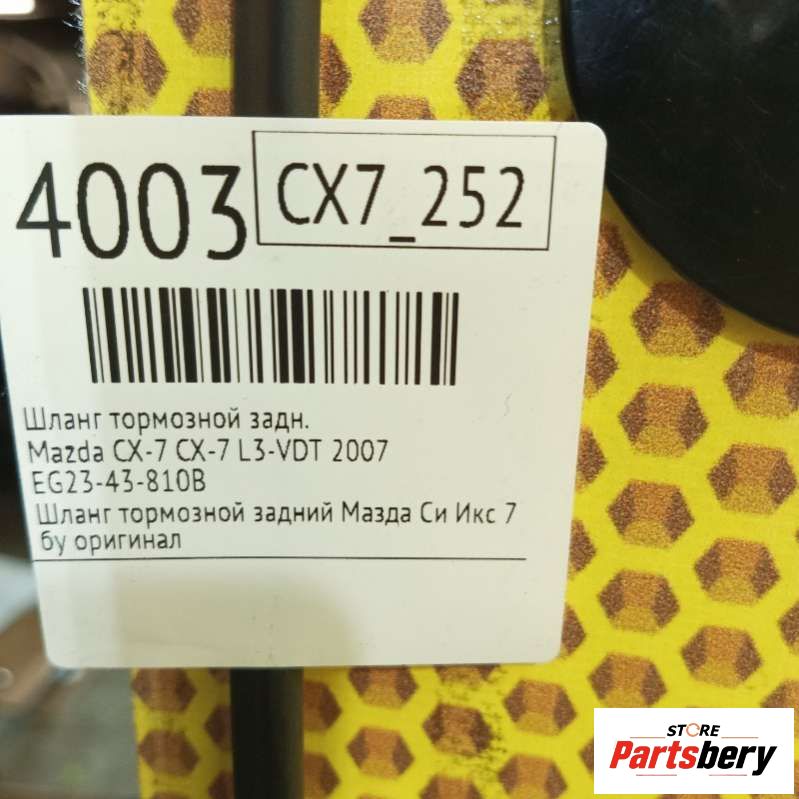 4003 CX7_252
Шланг тормозной задн.
Mazda CX-7 CX-7 L3-VDT 2007
EG23-43-810B
Шланг тормозной задний Мазда Си Икс 7
бу оригинал
STORE
Partsbery